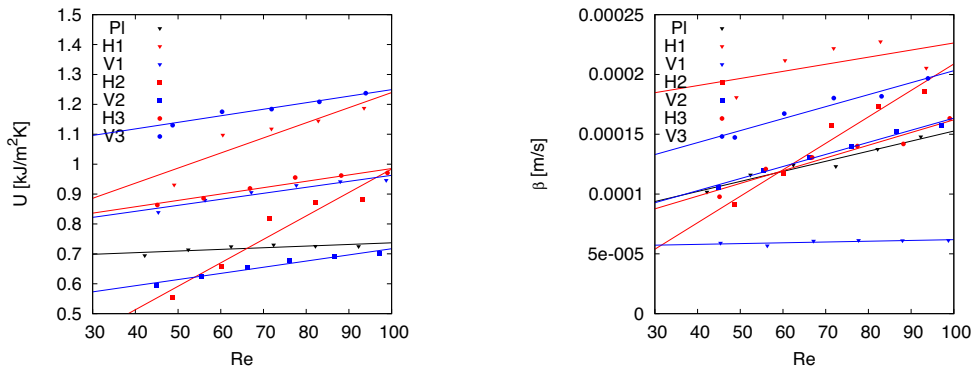 1.5
1.4
1.3
1.2
1.1
1
0.9
0.8
0.7
0.6
0.5
U [kJ/m²K]
30 40 50 60 70 80 90 100
Re
Pl
H1
V1
H2
V2
H3
V3
0.00025
0.0002
0.00015
0.0001
5e-005
0
β [m/s]
30 40 50 60 70 80 90 100
Re
Pl
H1
V1
H2
V2
H3
V3